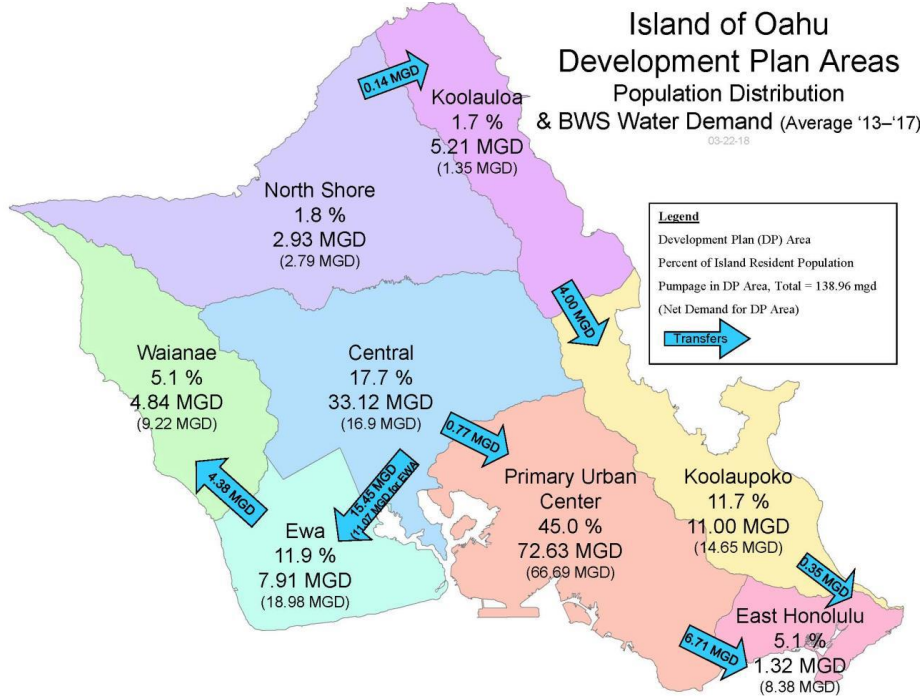 Island of Oahu
Development Plan Areas
Population Distribution
& BWS Water Demand (Average ‘13–‘17)
03-22-18
0.14 MGD
Koolauloa
1.7 %
5.21 MGD
(1.35 MGD)
North Shore
1.8 %
2.93 MGD
(2.79 MGD)
Legend
Development Plan (DP) Area
Percent of Island Resident Population
Pumpage in DP Area, Total = 138.96 mgd
(Net Demand for DP Area)
Transfers
4.00 MGD
Waianae
5.1 %
4.84 MGD
(9.22 MGD)
Central
17.7 %
33.12 MGD
(16.9 MGD)
0.77 MGD
4.38 MGD
15.45 MGD
(11.07 MGD for EWA)
Ewa
11.9 %
7.91 MGD
(18.98 MGD)
Primary Urban
Center
45.0 %
72.63 MGD
(66.69 MGD)
Koolaupoko
11.7 %
11.00 MGD
(14.65 MGD)
0.35 MGD
6.71 MGD
East Honolulu
5.1 %
1.32 MGD
(8.38 MGD)